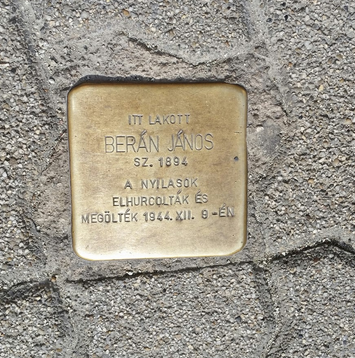 ITT LAKOTT
BERÁN JÁNOS
SZ. 1894
A NYILASOK
ELHURCOLTÁK ÉS
MEGÖLTÉK 1944. XII. 9-ÉN